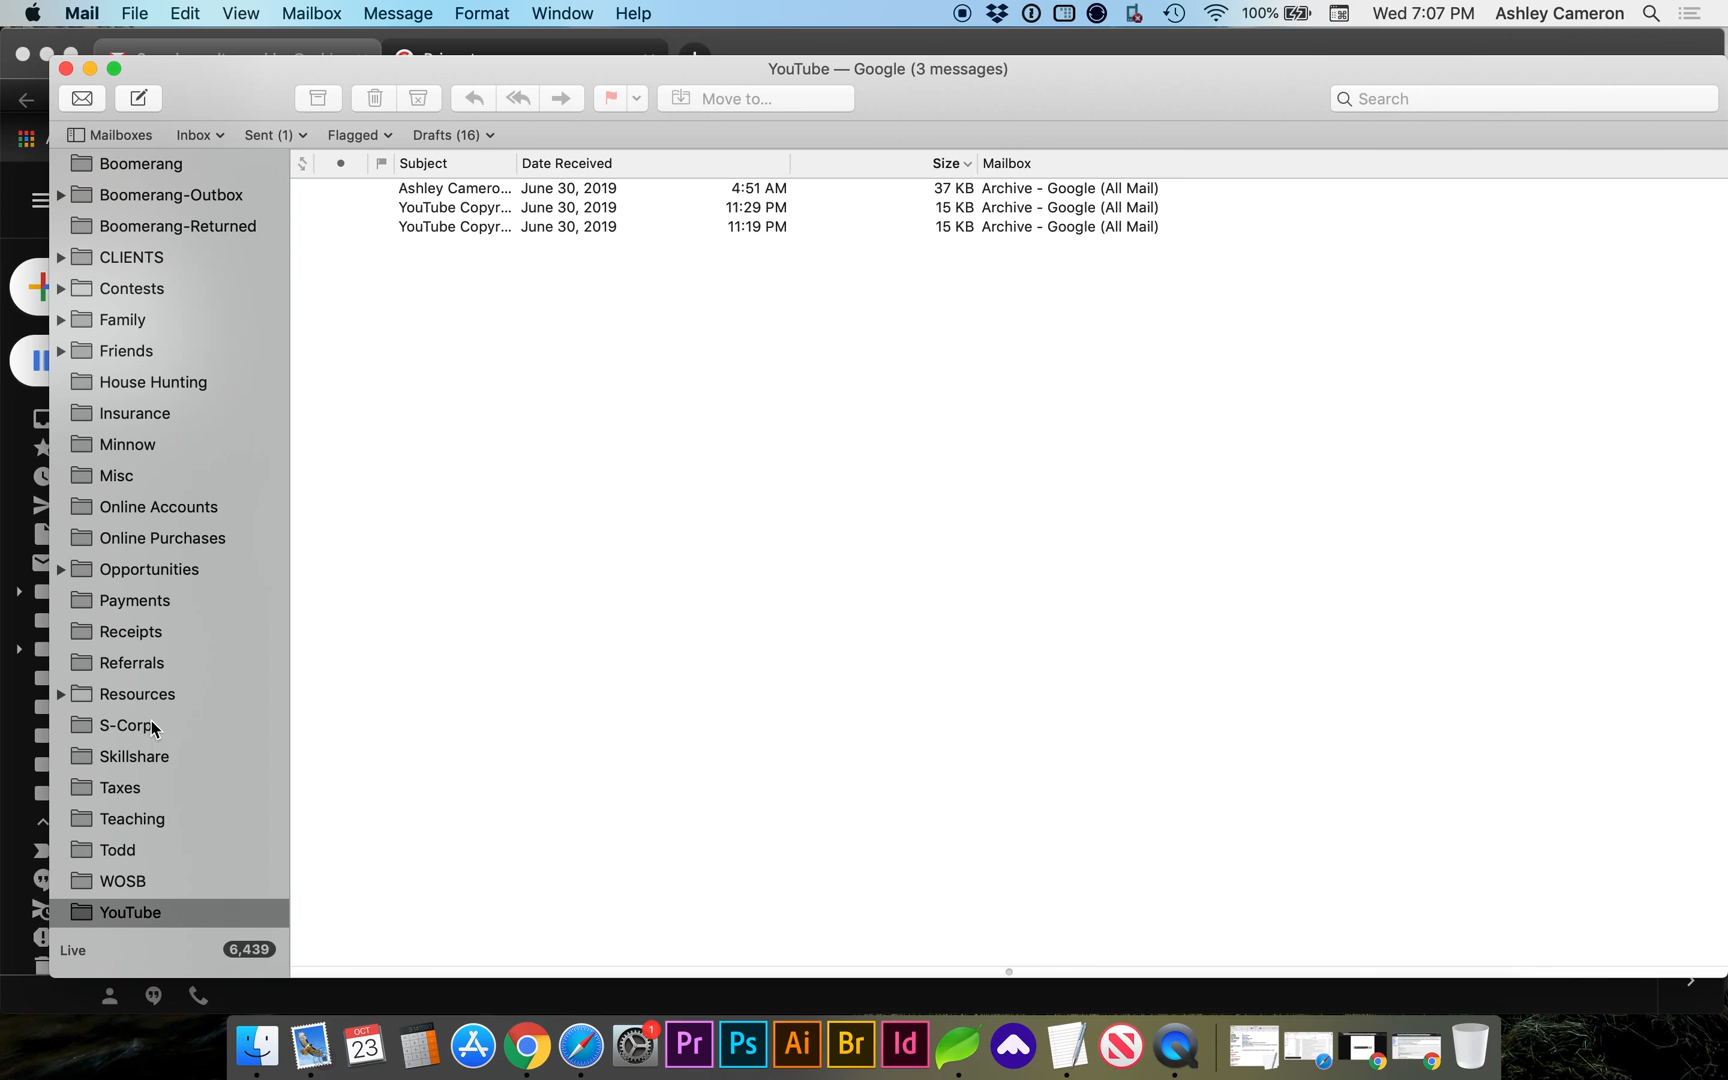 Mail File Edit View Mailbox Message Format Window Help 100% Wed 7:07 PM Ashley Cameron
YouTube — Google (3 messages)
Move to... Search
Mailboxes Inbox Sent (1) Flagged Drafts (16)
Subject Date Received Size Mailbox
Ashley Camero... June 30, 2019 4:51 AM 37 KB Archive - Google (All Mail)
YouTube Copyr... June 30, 2019 11:29 PM 15 KB Archive - Google (All Mail)
YouTube Copyr... June 30, 2019 11:19 PM 15 KB Archive - Google (All Mail)
Boomerang
Boomerang-Outbox
Boomerang-Returned
CLIENTS
Contests
Family
Friends
House Hunting
Insurance
Minnow
Misc
Online Accounts
Online Purchases
Opportunities
Payments
Receipts
Referrals
Resources
S-Corp
Skillshare
Taxes
Teaching
Todd
WOSB
YouTube
Live 6,439
OCT 23 1 Pr Ps Ai Br Id